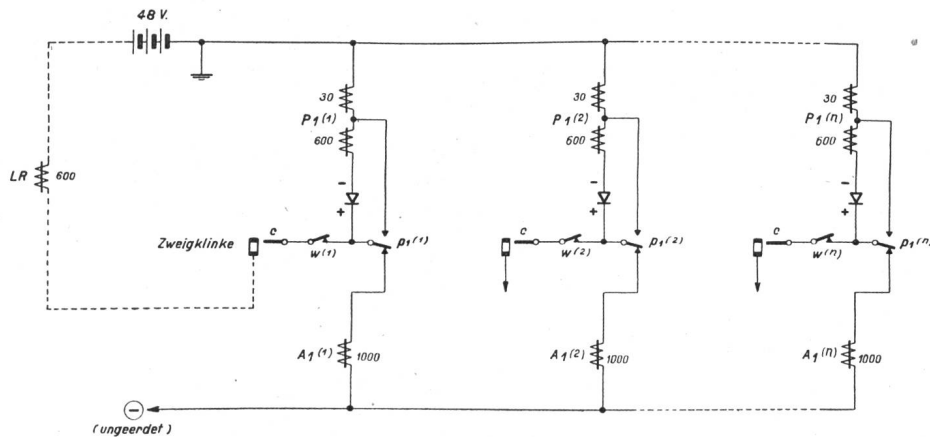 48 V.
30
P1(1)
600
30
P1(2)
600
30
P1(n)
600
LR
600
−
+
−
+
−
+
Zweigklinke
c
w(1)
p1(1)
c
w(2)
p1(2)
c
w(n)
p1(n)
A1(1)
1000
A1(2)
1000
A1(n)
1000
−
(ungeerdet)